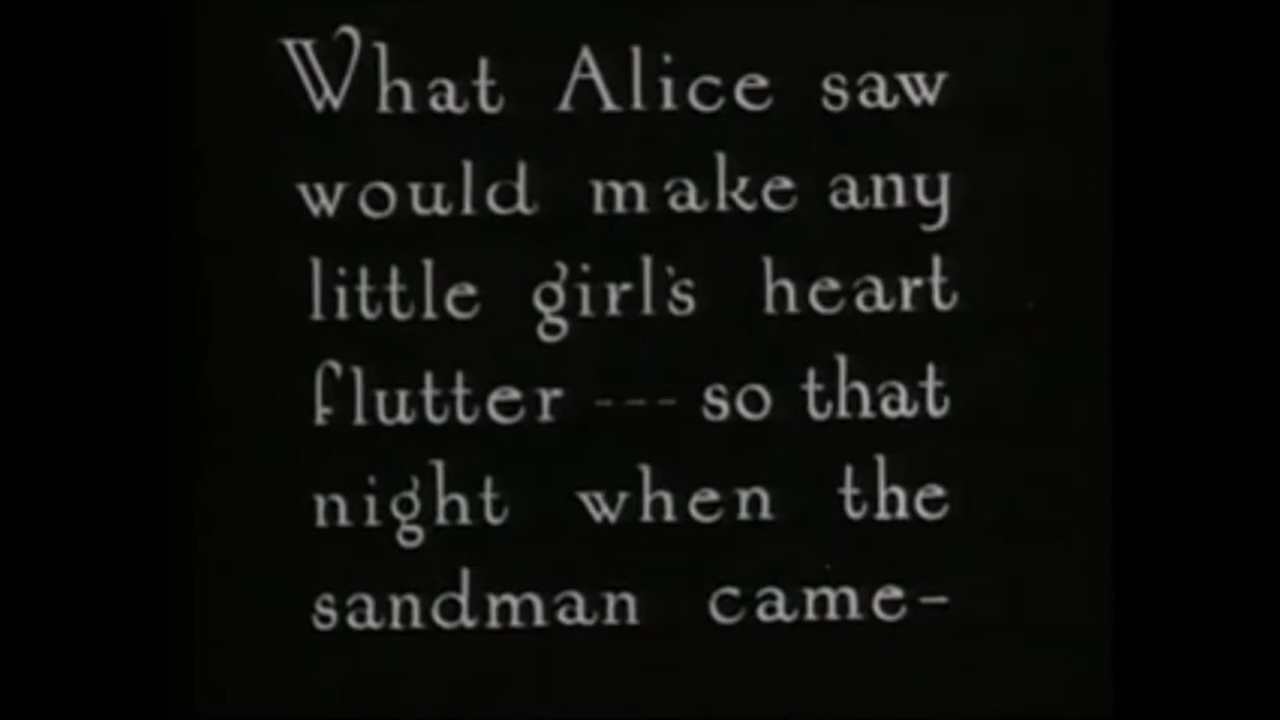 What Alice saw
would make any
little girl's heart
flutter --- so that
night when the
sandman came-